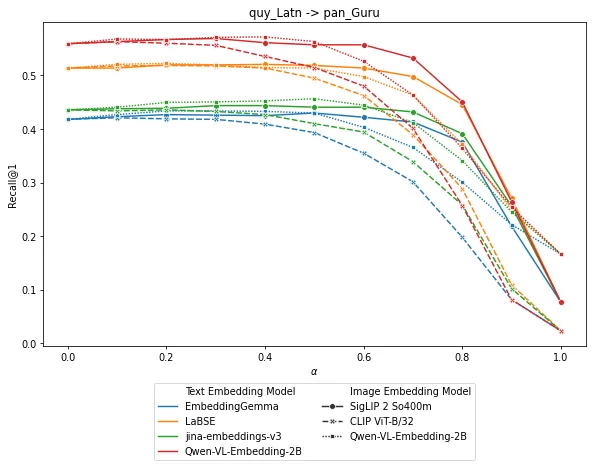 quy_Latn -> pan_Guru
Recall@1
0.5
0.4
0.3
0.2
0.1
0.0
0.0 0.2 0.4 0.6 0.8 1.0
α
Text Embedding Model
EmbeddingGemma
LaBSE
jina-embeddings-v3
Qwen-VL-Embedding-2B
Image Embedding Model
SigLIP 2 So400m
CLIP ViT-B/32
Qwen-VL-Embedding-2B